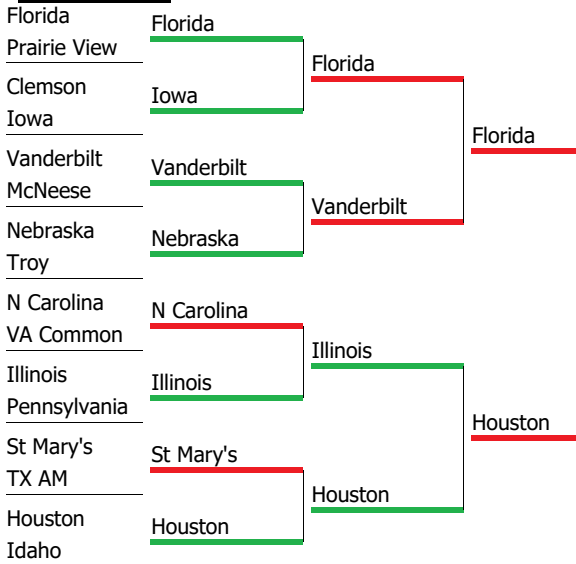 Florida
Prairie View
Clemson
Iowa
Vanderbilt
McNeese
Nebraska
Troy
N Carolina
VA Common
Illinois
Pennsylvania
St Mary's
TX AM
Houston
Idaho
Florida
Iowa
Vanderbilt
Nebraska
N Carolina
Illinois
St Mary's
Houston
Florida
Vanderbilt
Illinois
Houston
Florida
Houston